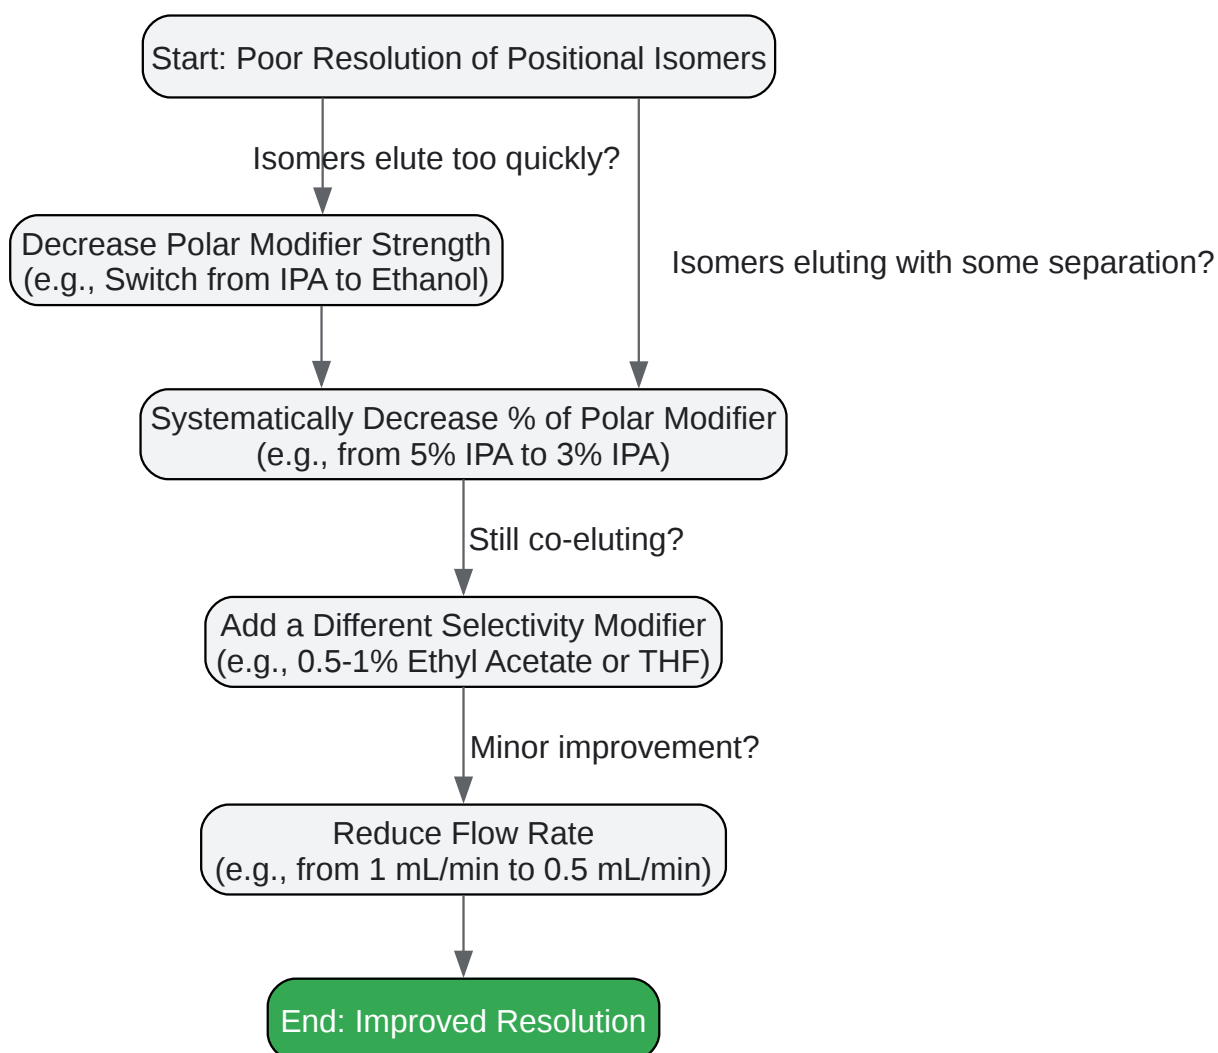 Start: Poor Resolution of Positional Isomers
Isomers elute too quickly?
Decrease Polar Modifier Strength
(e.g., Switch from IPA to Ethanol)
Isomers eluting with some separation?
Systematically Decrease % of Polar Modifier
(e.g., from 5% IPA to 3% IPA)
Still co-eluting?
Add a Different Selectivity Modifier
(e.g., 0.5-1% Ethyl Acetate or THF)
Minor improvement?
Reduce Flow Rate
(e.g., from 1 mL/min to 0.5 mL/min)
End: Improved Resolution